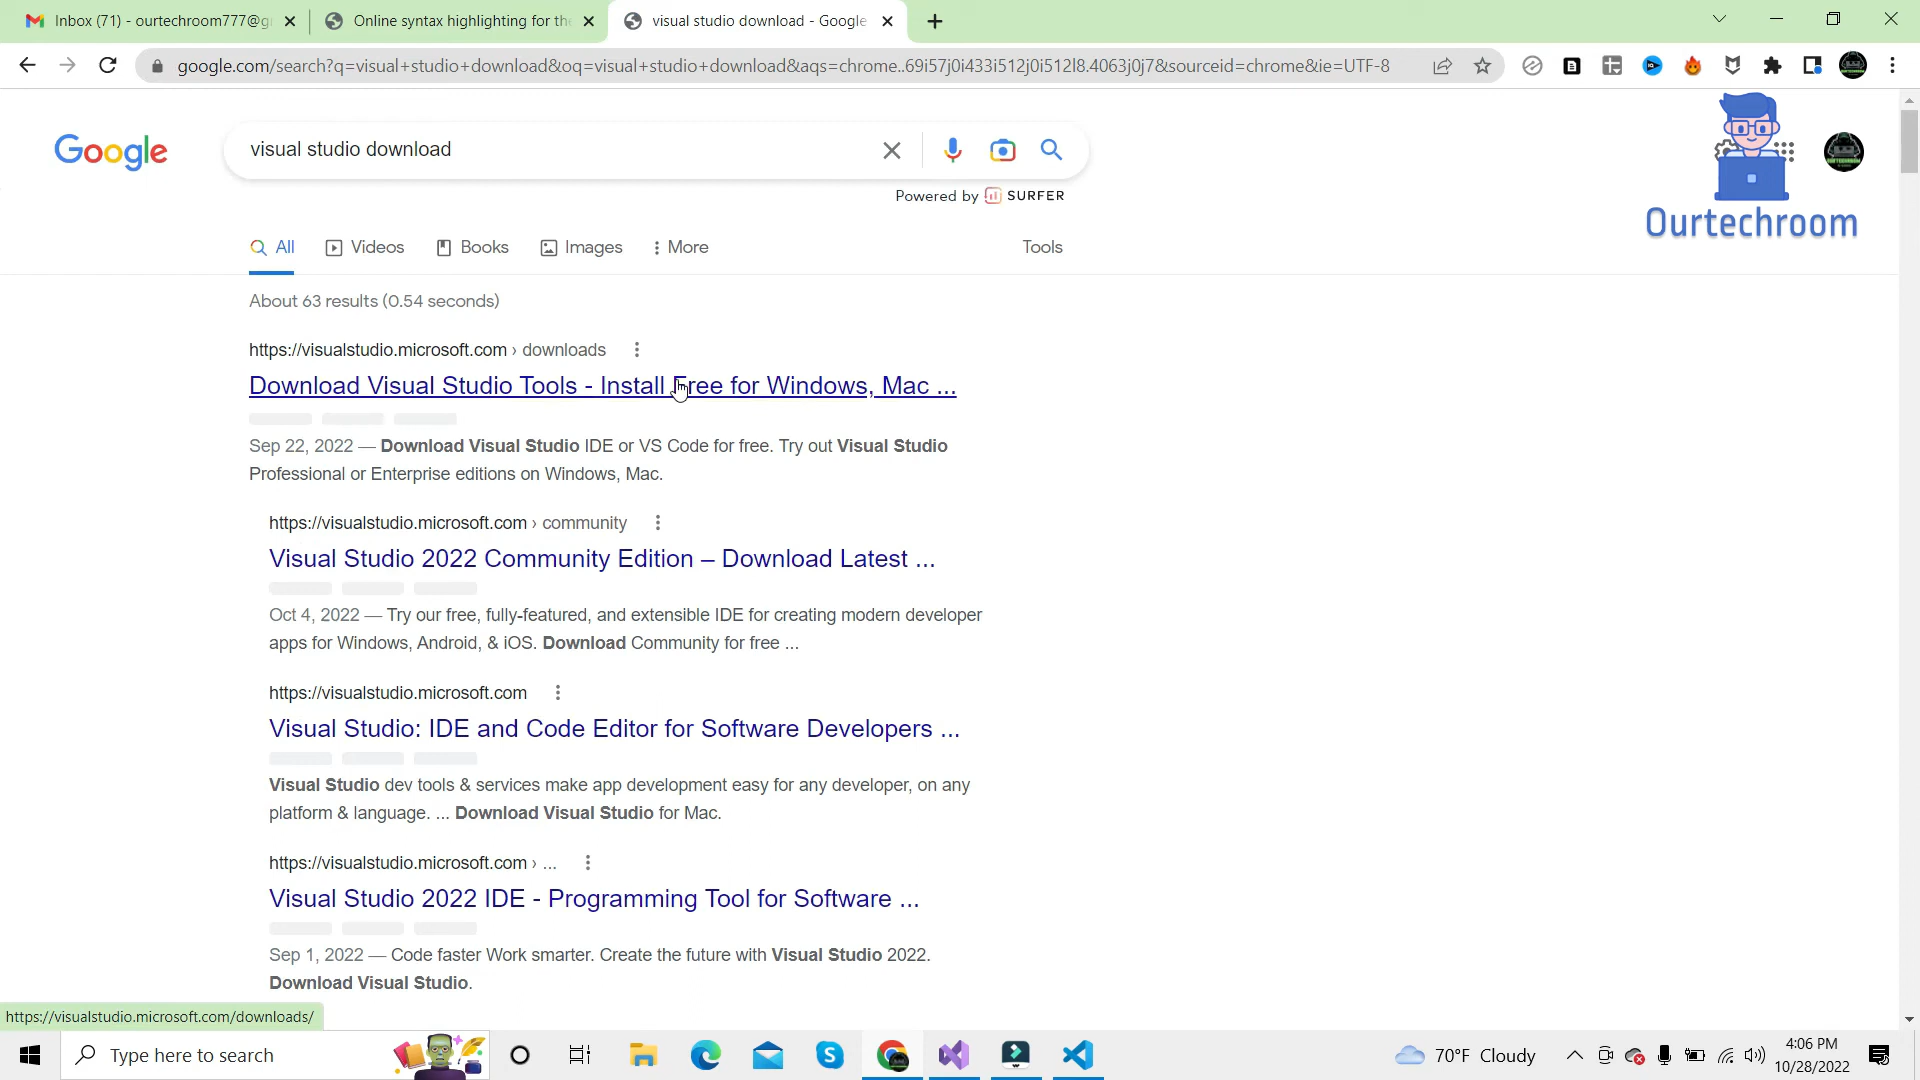 Inbox (71) - ourtechroom777@g
Online syntax highlighting for the
visual studio download - Google
google.com/search?q=visual+studio+download&oq=visual+studio+download&aqs=chrome..69i57j0i433i512j0i512l8.4063j0j7&sourceid=chrome&ie=UTF-8
Google
visual studio download
Powered by SURFER
Ourtechroom
All Videos Books Images More Tools
About 63 results (0.54 seconds)
https://visualstudio.microsoft.com › downloads
Download Visual Studio Tools - Install Free for Windows, Mac ...
Sep 22, 2022 — Download Visual Studio IDE or VS Code for free. Try out Visual Studio
Professional or Enterprise editions on Windows, Mac.
https://visualstudio.microsoft.com › community
Visual Studio 2022 Community Edition – Download Latest ...
Oct 4, 2022 — Try our free, fully-featured, and extensible IDE for creating modern developer
apps for Windows, Android, & iOS. Download Community for free ...
https://visualstudio.microsoft.com
Visual Studio: IDE and Code Editor for Software Developers ...
Visual Studio dev tools & services make app development easy for any developer, on any
platform & language. ... Download Visual Studio for Mac.
https://visualstudio.microsoft.com › ...
Visual Studio 2022 IDE - Programming Tool for Software ...
Sep 1, 2022 — Code faster Work smarter. Create the future with Visual Studio 2022.
Download Visual Studio.
https://visualstudio.microsoft.com/downloads/
Type here to search
70°F Cloudy
4:06 PM
10/28/2022